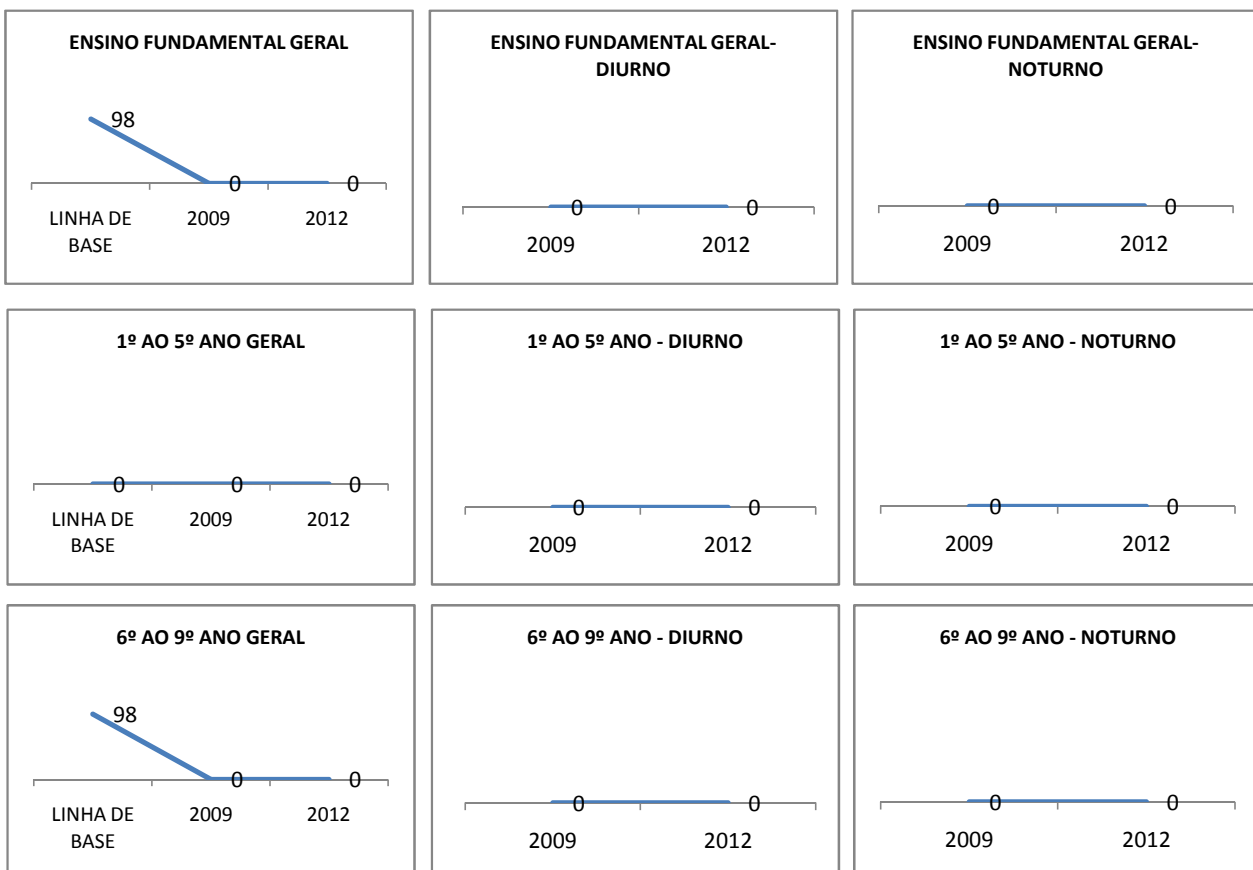 ENSINO FUNDAMENTAL GERAL
98
0
0
LINHA DE
BASE
2009
2012
ENSINO FUNDAMENTAL GERAL-
DIURNO
0
0
2009
2012
ENSINO FUNDAMENTAL GERAL-
NOTURNO
0
0
2009
2012
1º AO 5º ANO GERAL
0
0
0
LINHA DE
BASE
2009
2012
1º AO 5º ANO - DIURNO
0
0
2009
2012
1º AO 5º ANO - NOTURNO
0
0
2009
2012
6º AO 9º ANO GERAL
98
0
0
LINHA DE
BASE
2009
2012
6º AO 9º ANO - DIURNO
0
0
2009
2012
6º AO 9º ANO - NOTURNO
0
0
2009
2012